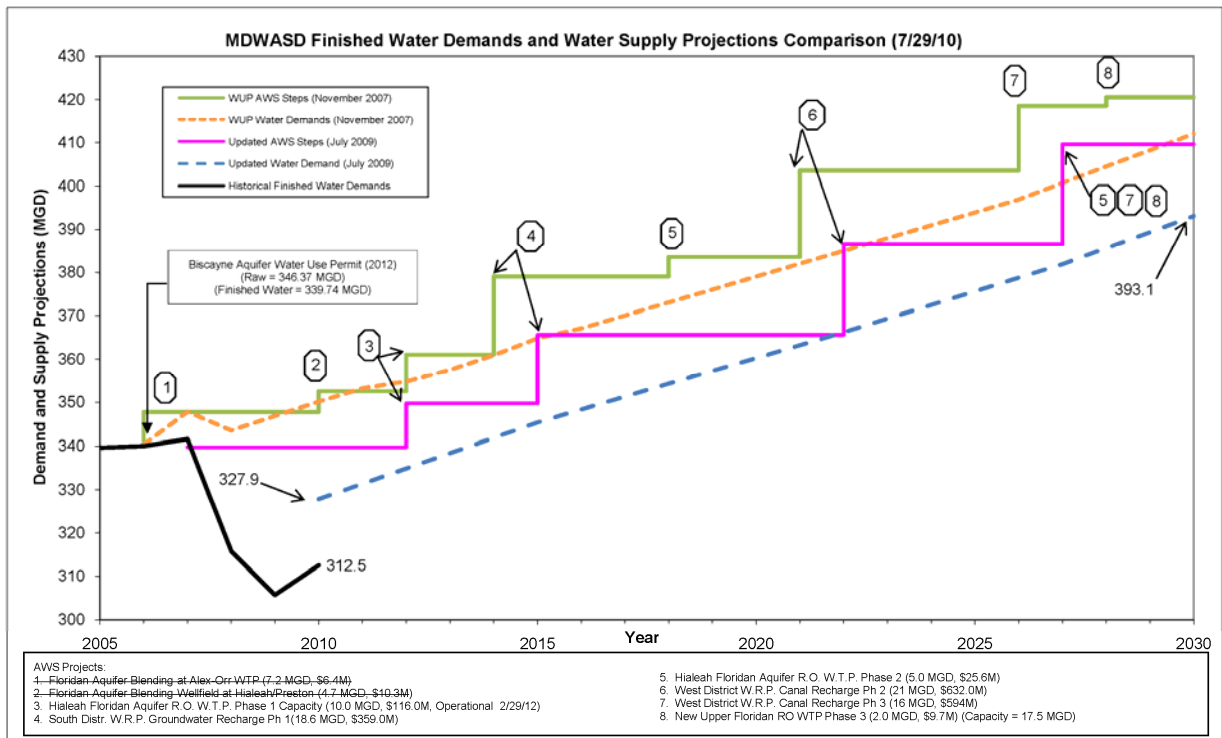 MDWASD Finished Water Demands and Water Supply Projections Comparison (7/29/10)
Demand and Supply Projections (MGD)
430
420
410
400
390
380
370
360
350
340
330
320
310
300
WUP AWS Steps (November 2007)
WUP Water Demands (November 2007)
Updated AWS Steps (July 2009)
Updated Water Demand (July 2009)
Historical Finished Water Demands
Biscayne Aquifer Water Use Permit (2012)
(Raw = 346.37 MGD)
(Finished Water = 339.74 MGD)
1
2
3
4
5
6
7
8
5 7 8
327.9
312.5
393.1
2005
2010
2015
2020
2025
2030
Year
AWS Projects:
1. Floridan Aquifer Blending at Alex-Orr WTP (7.2 MGD, $6.4M)
2. Floridan Aquifer Blending Wellfield at Hialeah/Preston (4.7 MGD, $10.3M)
3. Hialeah Floridan Aquifer R.O. W.T.P. Phase 1 Capacity (10.0 MGD, $116.0M, Operational 2/29/12)
4. South Distr. W.R.P. Groundwater Recharge Ph 1(18.6 MGD, $359.0M)
5. Hialeah Floridan Aquifer R.O. W.T.P. Phase 2 (5.0 MGD, $25.6M)
6. West District W.R.P. Canal Recharge Ph 2 (21 MGD, $632.0M)
7. West District W.R.P. Canal Recharge Ph 3 (16 MGD, $594M)
8. New Upper Floridan RO WTP Phase 3 (2.0 MGD, $9.7M) (Capacity = 17.5 MGD)